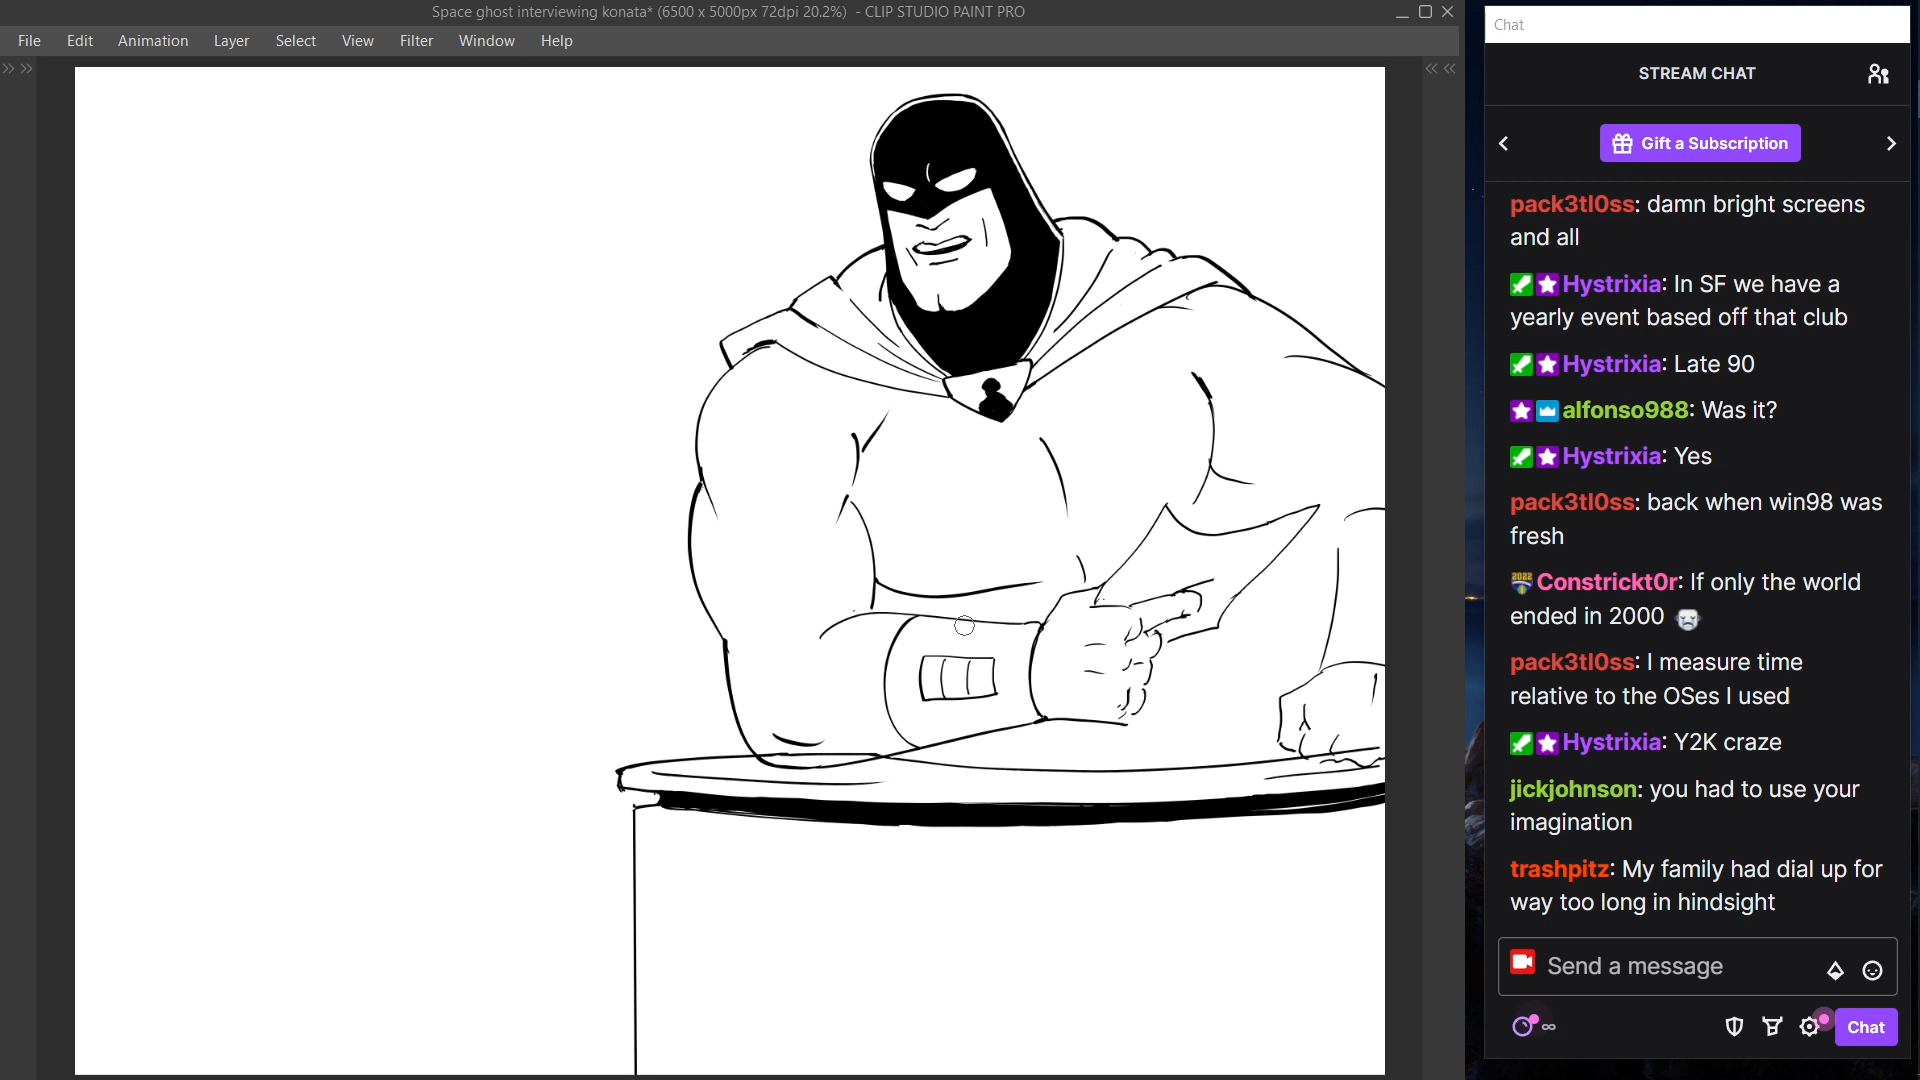 Space ghost interviewing konata* (6500 x 5000px 72dpi 20.2%) - CLIP STUDIO PAINT PRO
File Edit Animation Layer Select View Filter Window Help
Chat
STREAM CHAT
Gift a Subscription
pack3tl0ss: damn bright screens
and all
Hystrixia: In SF we have a
yearly event based off that club
Hystrixia: Late 90
alfonso988: Was it?
Hystrixia: Yes
pack3tl0ss: back when win98 was
fresh
2022 Constrickt0r: If only the world
ended in 2000
pack3tl0ss: I measure time
relative to the OSes I used
Hystrixia: Y2K craze
jickjohnson: you had to use your
imagination
trashpitz: My family had dial up for
way too long in hindsight
Send a message
∞
Chat